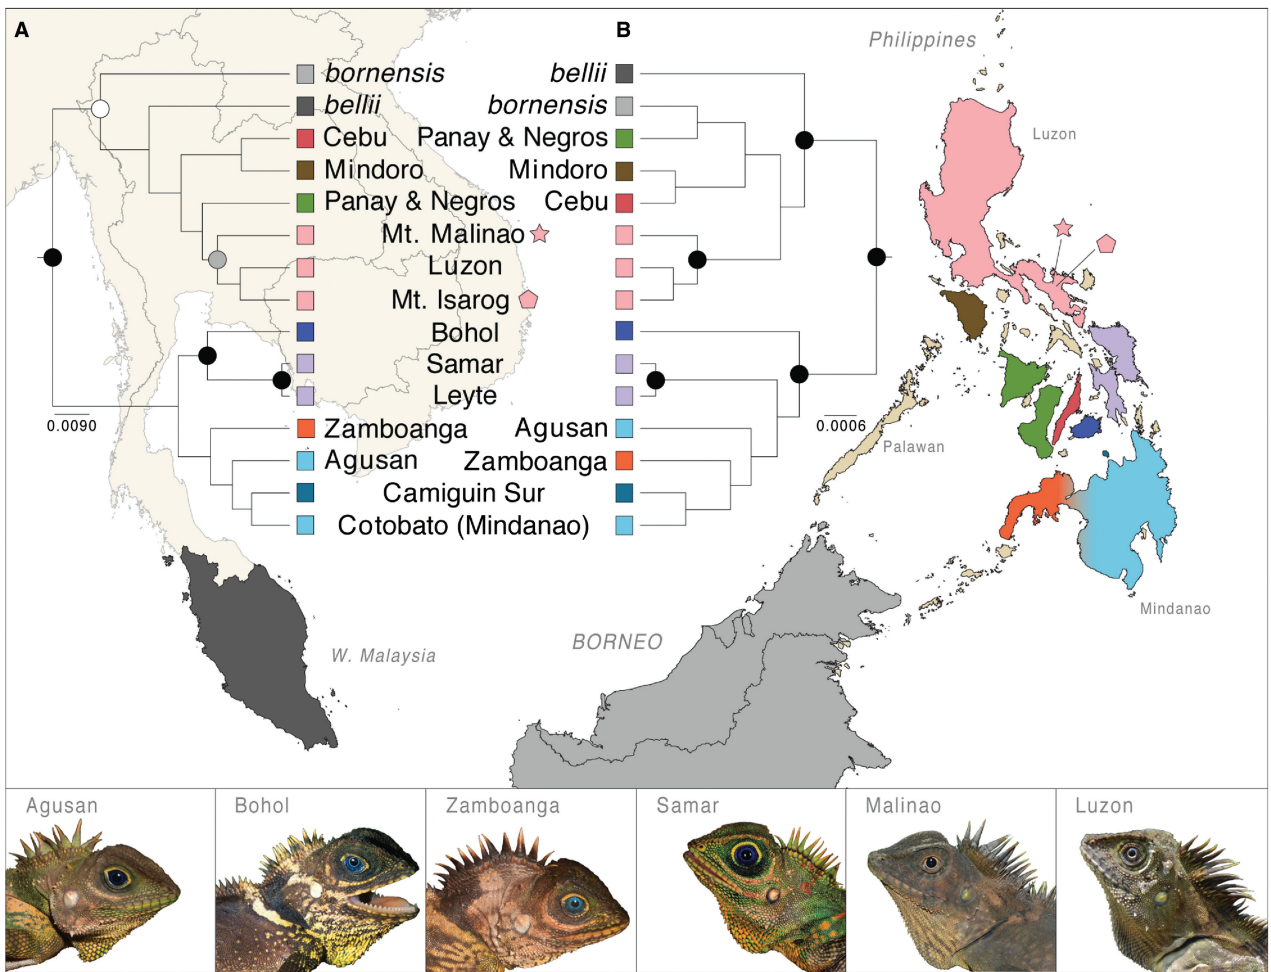 A
B
Philippines
bornensis
bellii
bellii
bornensis
Cebu
Panay & Negros
Luzon
Mindoro
Mindoro
Panay & Negros
Cebu
Mt. Malinao
Luzon
Mt. Isarog
Bohol
Samar
Leyte
0.0090
0.0006
Zamboanga
Agusan
Palawan
Agusan
Zamboanga
Camiguin Sur
Cotobato (Mindanao)
Mindanao
BORNEO
W. Malaysia
Agusan
Bohol
Zamboanga
Samar
Malinao
Luzon